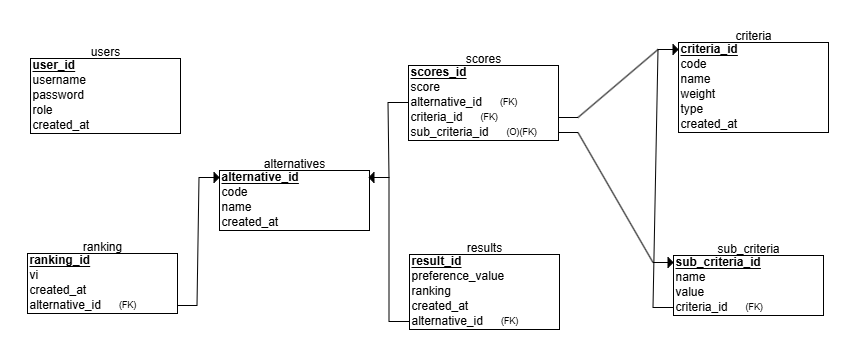 users
user_id
username
password
role
created_at
scores
scores_id
score
alternative_id (FK)
criteria_id (FK)
sub_criteria_id (O)(FK)
criteria
criteria_id
code
name
weight
type
created_at
alternatives
alternative_id
code
name
created_at
ranking
ranking_id
vi
created_at
alternative_id (FK)
results
result_id
preference_value
ranking
created_at
alternative_id (FK)
sub_criteria
sub_criteria_id
name
value
criteria_id (FK)